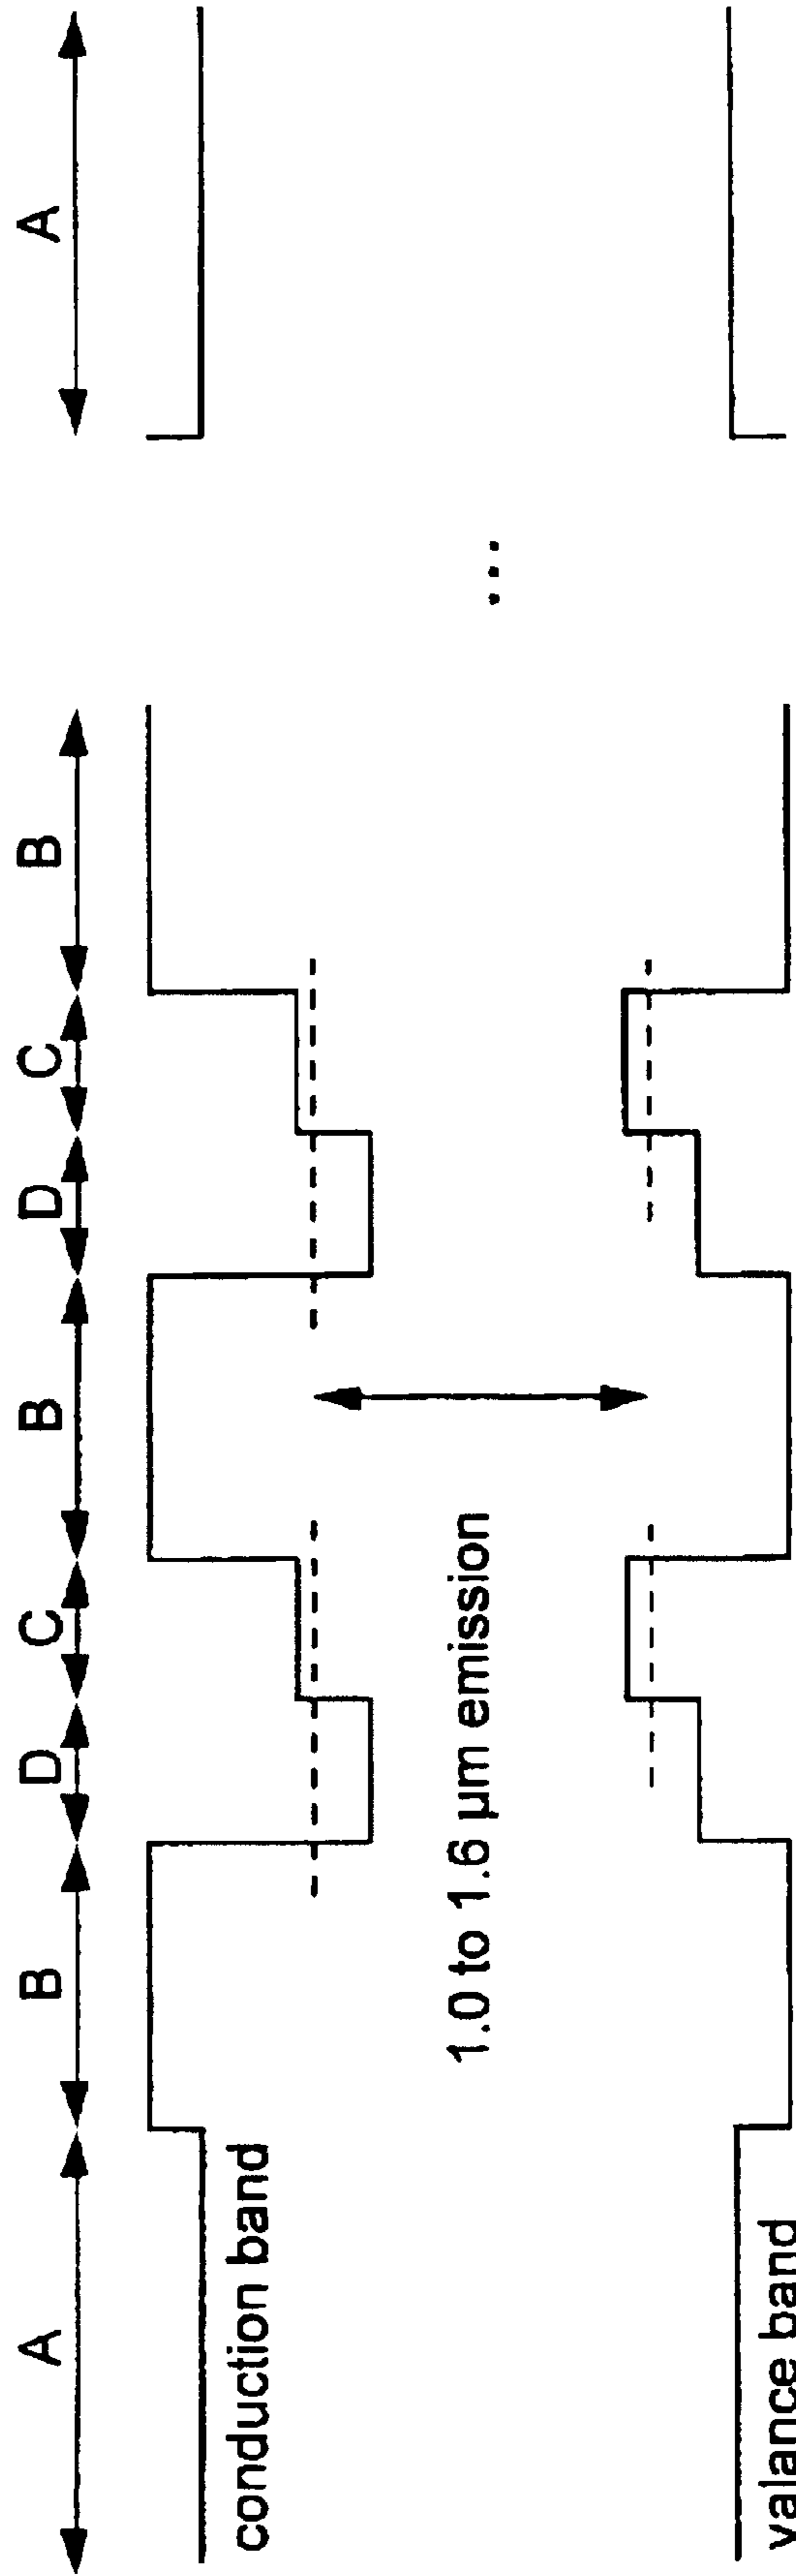 A B D C B D C B A
conduction band
1.0 to 1.6 µm emission
...
valance band